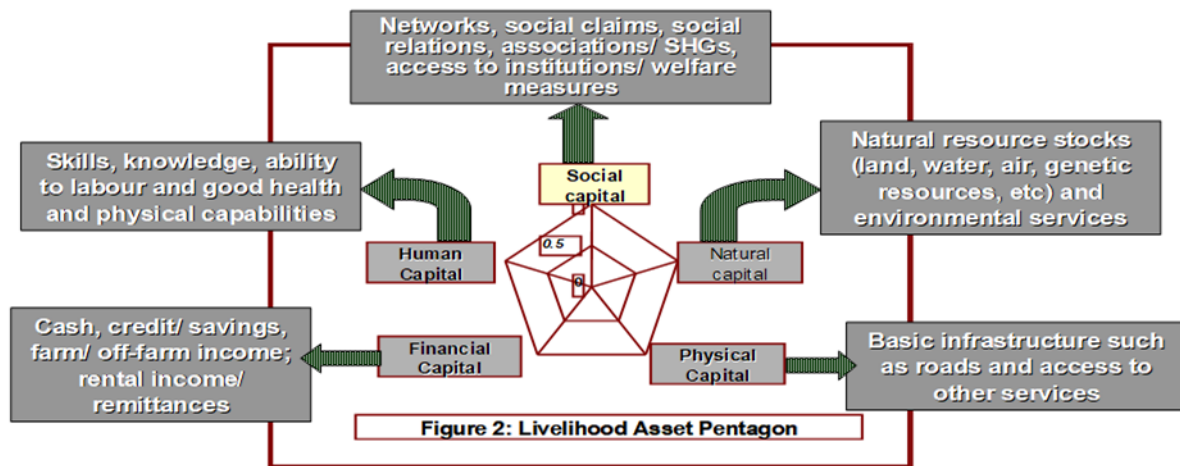 Networks, social claims, social
relations, associations/ SHGs,
access to institutions/ welfare
measures
Skills, knowledge, ability
to labour and good health
and physical capabilities
Natural resource stocks
(land, water, air, genetic
resources, etc) and
environmental services
Social
capital
Human
Capital
0.5
0
Natural
capital
Cash, credit/ savings,
farm/ off-farm income;
rental income/
remittances
Financial
Capital
Physical
Capital
Basic infrastructure such
as roads and access to
other services
Figure 2: Livelihood Asset Pentagon